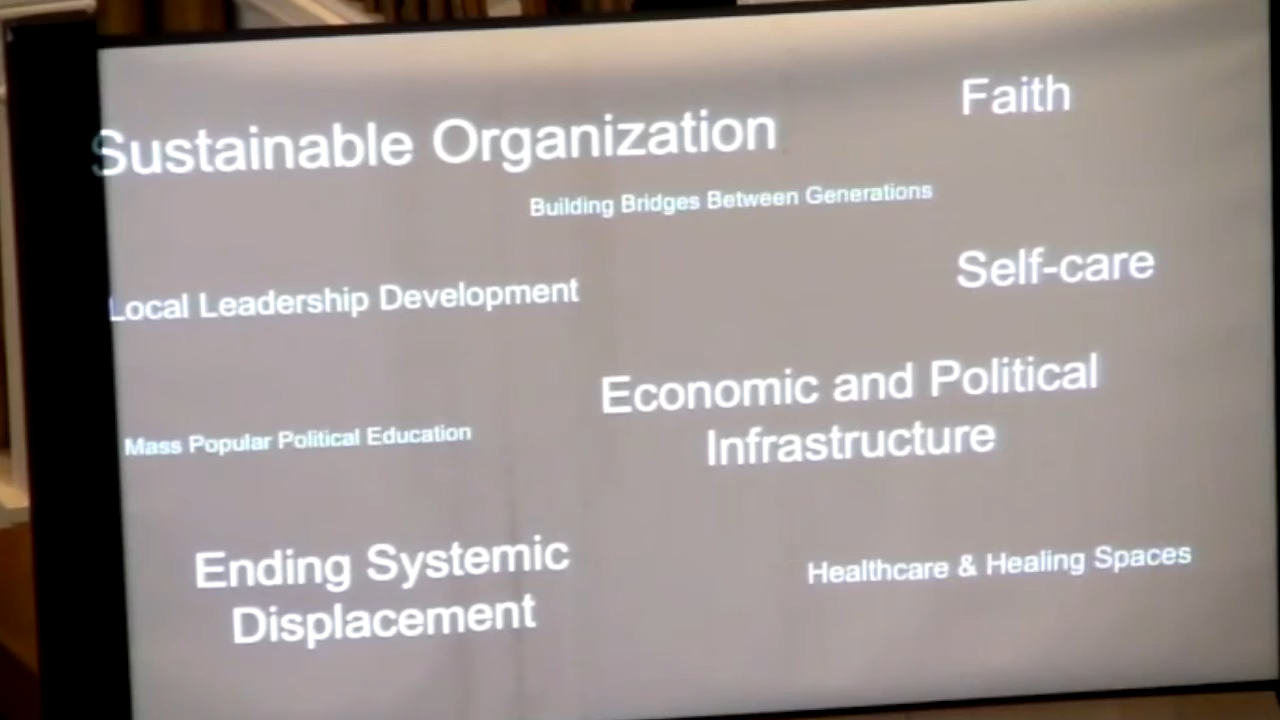 Faith
Sustainable Organization
Building Bridges Between Generations
Self-care
Local Leadership Development
Economic and Political
Infrastructure
Mass Popular Political Education
Ending Systemic
Displacement
Healthcare & Healing Spaces